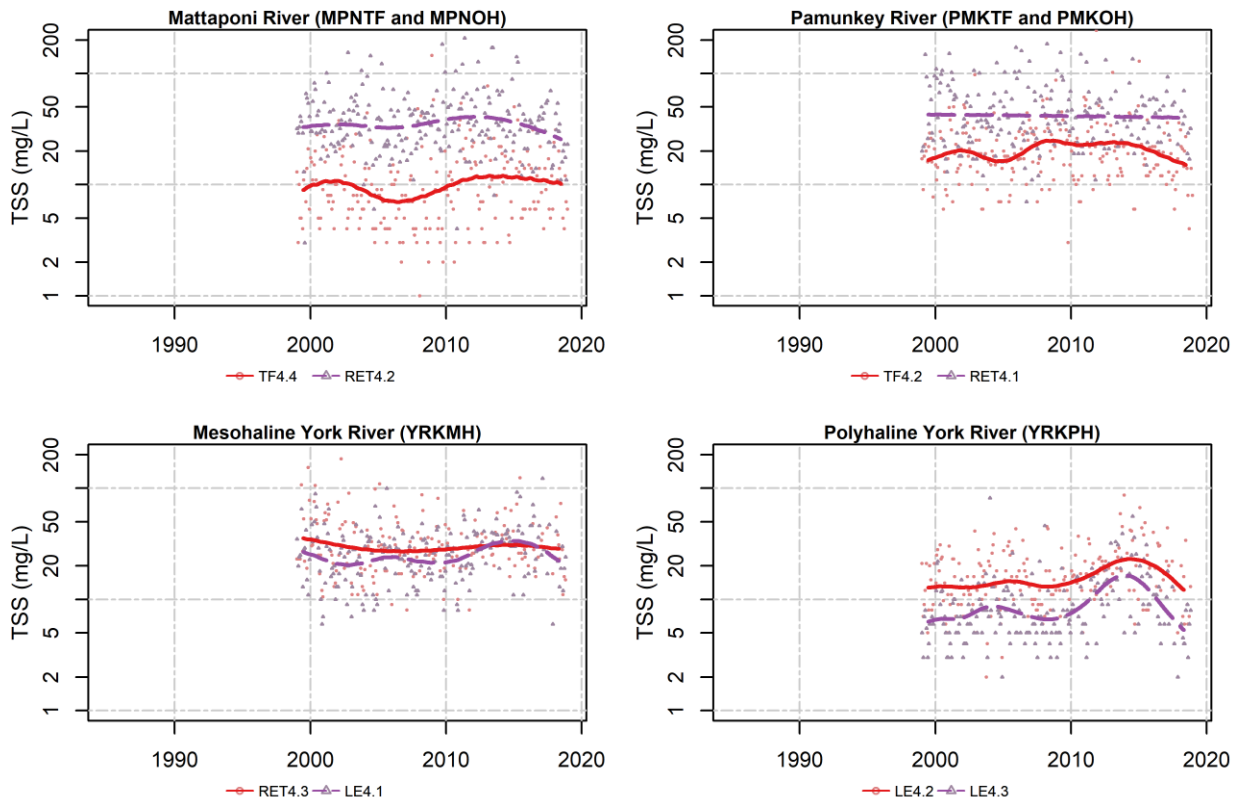 Mattaponi River (MPNTF and MPNOH)
TSS (mg/L)
200
50
20
5
2
1
1990 2000 2010 2020
TF4.4 RET4.2
Pamunkey River (PMKTF and PMKOH)
TSS (mg/L)
200
50
20
5
2
1
1990 2000 2010 2020
TF4.2 RET4.1
Mesohaline York River (YRKMH)
TSS (mg/L)
200
50
20
5
2
1
1990 2000 2010 2020
RET4.3 LE4.1
Polyhaline York River (YRKPH)
TSS (mg/L)
200
50
20
5
2
1
1990 2000 2010 2020
LE4.2 LE4.3